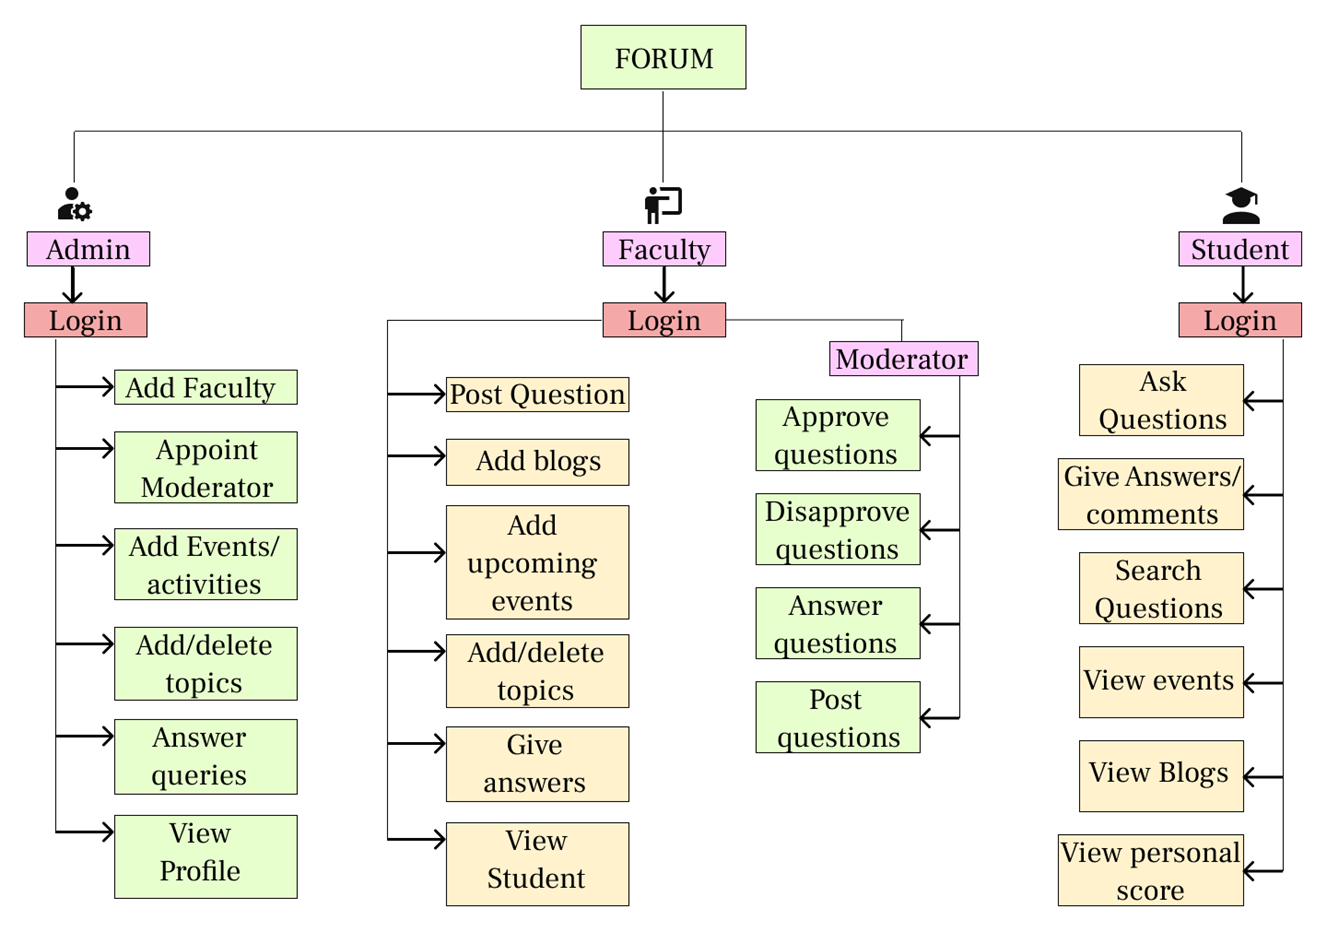 FORUM
Admin
Login
Add Faculty
Appoint
Moderator
Add Events/
activities
Add/delete
topics
Answer
queries
View
Profile
Faculty
Login
Post Question
Add blogs
Add
upcoming
events
Add/delete
topics
Give
answers
View
Student
Moderator
Approve
questions
Disapprove
questions
Answer
questions
Post
questions
Student
Login
Ask
Questions
Give Answers/
comments
Search
Questions
View events
View Blogs
View personal
score